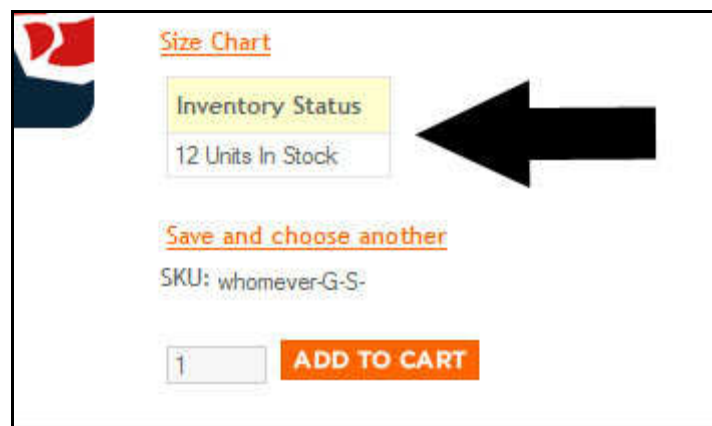 Size Chart
Inventory Status
12 Units In Stock
Save and choose another
SKU: whomever-G-S-
1 ADD TO CART